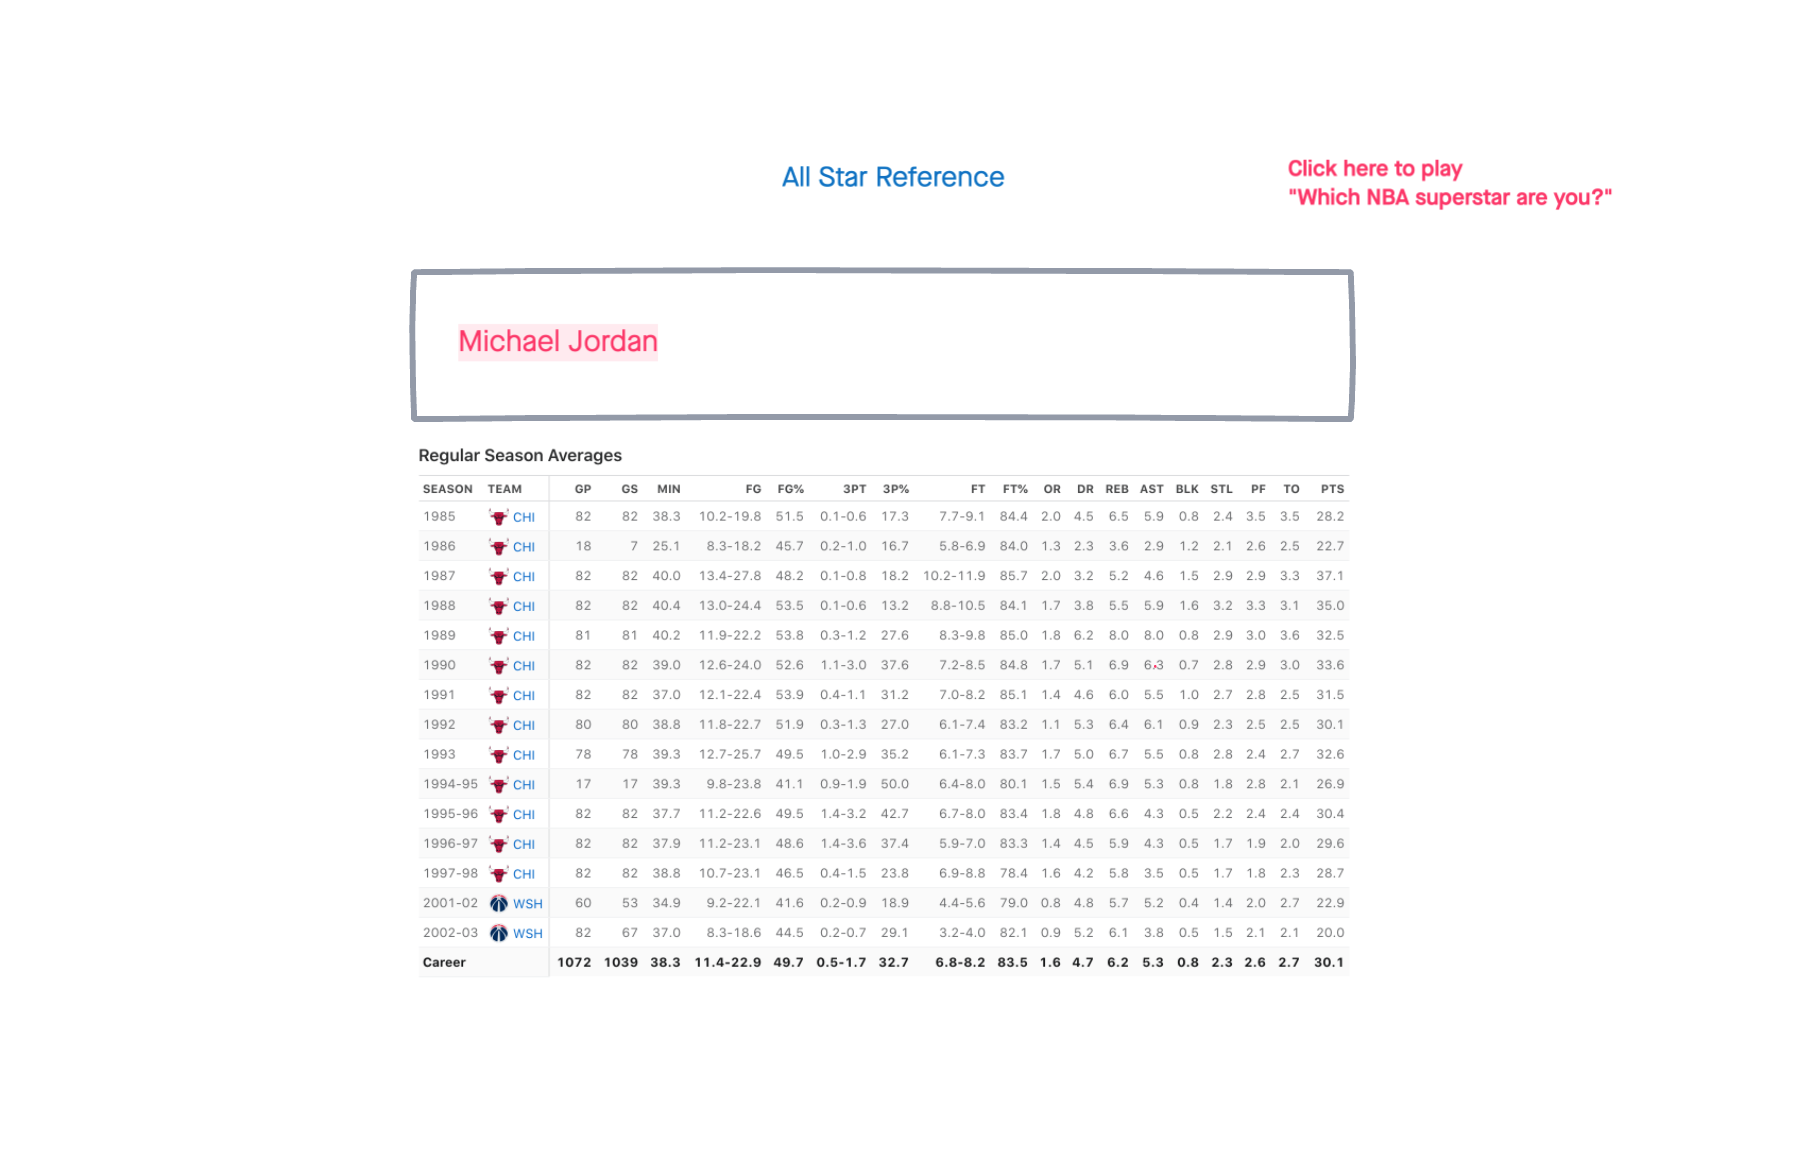 All Star Reference
Click here to play
"Which NBA superstar are you?"
Michael Jordan
Regular Season Averages
SEASON TEAM GP GS MIN FG FG% 3PT 3P% FT FT% OR DR REB AST BLK STL PF TO PTS
1985 CHI 82 82 38.3 10.2-19.8 51.5 0.1-0.6 17.3 7.7-9.1 84.4 2.0 4.5 6.5 5.9 0.8 2.4 3.5 3.5 28.2
1986 CHI 18 7 25.1 8.3-18.2 45.7 0.2-1.0 16.7 5.8-6.9 84.0 1.3 2.3 3.6 2.9 1.2 2.1 2.6 2.5 22.7
1987 CHI 82 82 40.0 13.4-27.8 48.2 0.1-0.8 18.2 10.2-11.9 85.7 2.0 3.2 5.2 4.6 1.5 2.9 2.9 3.3 37.1
1988 CHI 82 82 40.4 13.0-24.4 53.5 0.1-0.6 13.2 8.8-10.5 84.1 1.7 3.8 5.5 5.9 1.6 3.2 3.3 3.1 35.0
1989 CHI 81 81 40.2 11.9-22.2 53.8 0.3-1.2 27.6 8.3-9.8 85.0 1.8 6.2 8.0 8.0 0.8 2.9 3.0 3.6 32.5
1990 CHI 82 82 39.0 12.6-24.0 52.6 1.1-3.0 37.6 7.2-8.5 84.8 1.7 5.1 6.9 6.3 0.7 2.8 2.9 3.0 33.6
1991 CHI 82 82 37.0 12.1-22.4 53.9 0.4-1.1 31.2 7.0-8.2 85.1 1.4 4.6 6.0 5.5 1.0 2.7 2.8 2.5 31.5
1992 CHI 80 80 38.8 11.8-22.7 51.9 0.3-1.3 27.0 6.1-7.4 83.2 1.1 5.3 6.4 6.1 0.9 2.3 2.5 2.5 30.1
1993 CHI 78 78 39.3 12.7-25.7 49.5 1.0-2.9 35.2 6.1-7.3 83.7 1.7 5.0 6.7 5.5 0.8 2.8 2.4 2.7 32.6
1994-95 CHI 17 17 39.3 9.8-23.8 41.1 0.9-1.9 50.0 6.4-8.0 80.1 1.5 5.4 6.9 5.3 0.8 1.8 2.8 2.1 26.9
1995-96 CHI 82 82 37.7 11.2-22.6 49.5 1.4-3.2 42.7 6.7-8.0 83.4 1.8 4.8 6.6 4.3 0.5 2.2 2.4 2.4 30.4
1996-97 CHI 82 82 37.9 11.2-23.1 48.6 1.4-3.6 37.4 5.9-7.0 83.3 1.4 4.5 5.9 4.3 0.5 1.7 1.9 2.0 29.6
1997-98 CHI 82 82 38.8 10.7-23.1 46.5 0.4-1.5 23.8 6.9-8.8 78.4 1.6 4.2 5.8 3.5 0.5 1.7 1.8 2.3 28.7
2001-02 WSH 60 53 34.9 9.2-22.1 41.6 0.2-0.9 18.9 4.4-5.6 79.0 0.8 4.8 5.7 5.2 0.4 1.4 2.0 2.7 22.9
2002-03 WSH 82 67 37.0 8.3-18.6 44.5 0.2-0.7 29.1 3.2-4.0 82.1 0.9 5.2 6.1 3.8 0.5 1.5 2.1 2.1 20.0
Career 1072 1039 38.3 11.4-22.9 49.7 0.5-1.7 32.7 6.8-8.2 83.5 1.6 4.7 6.2 5.3 0.8 2.3 2.6 2.7 30.1